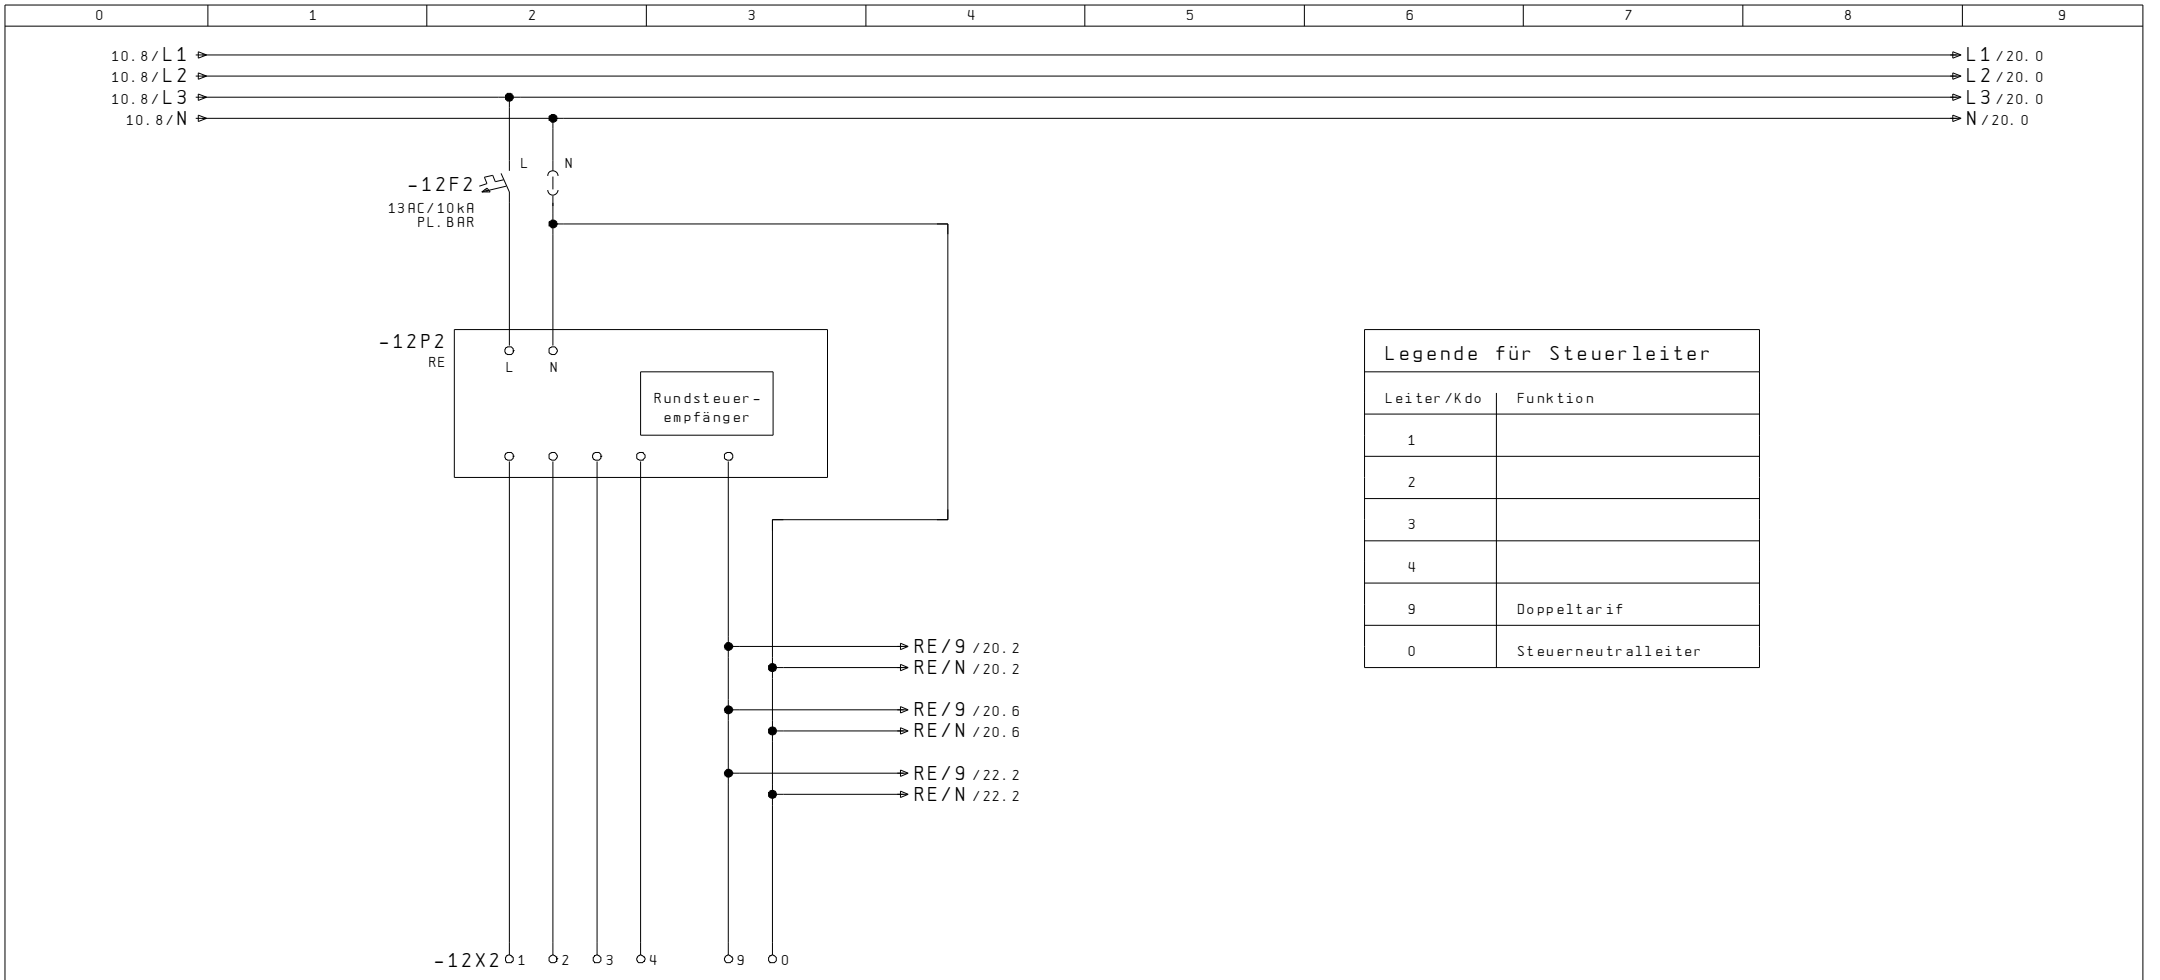 0 1 2 3 4 5 6 7 8 9
10.8/L1 L1/20.0
10.8/L2 L2/20.0
10.8/L3 L3/20.0
10.8/N N/20.0
L N
-12F2
13AC/10kA
PL.BAR
-12P2
RE
L N
Rundsteuer-
empfänger
Legende für Steuerleiter
Leiter/Kdo Funktion
1
2
3
4
9 Doppeltarif
0 Steuerneutralleiter
RE/9/20.2
RE/N/20.2
RE/9/20.6
RE/N/20.6
RE/9/22.2
RE/N/22.2
-12X2 1 2 3 4 9 0